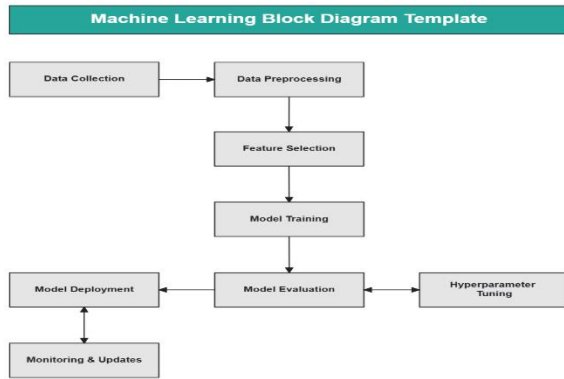 Machine Learning Block Diagram Template
Data Collection
Data Preprocessing
Feature Selection
Model Training
Model Deployment
Model Evaluation
Hyperparameter
Tuning
Monitoring & Updates